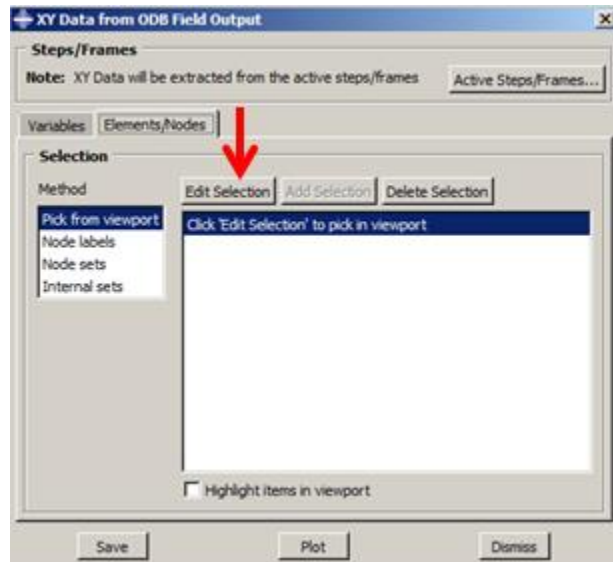 XY Data from ODB Field Output
Steps/Frames
Note: XY Data will be extracted from the active steps/frames Active Steps/Frames...
Variables Elements/Nodes
Selection
Method Edit Selection Add Selection Delete Selection
Pick from viewport Click 'Edit Selection' to pick in viewport
Node labels
Node sets
Internal sets
Highlight items in viewport
Save Plot Dismiss